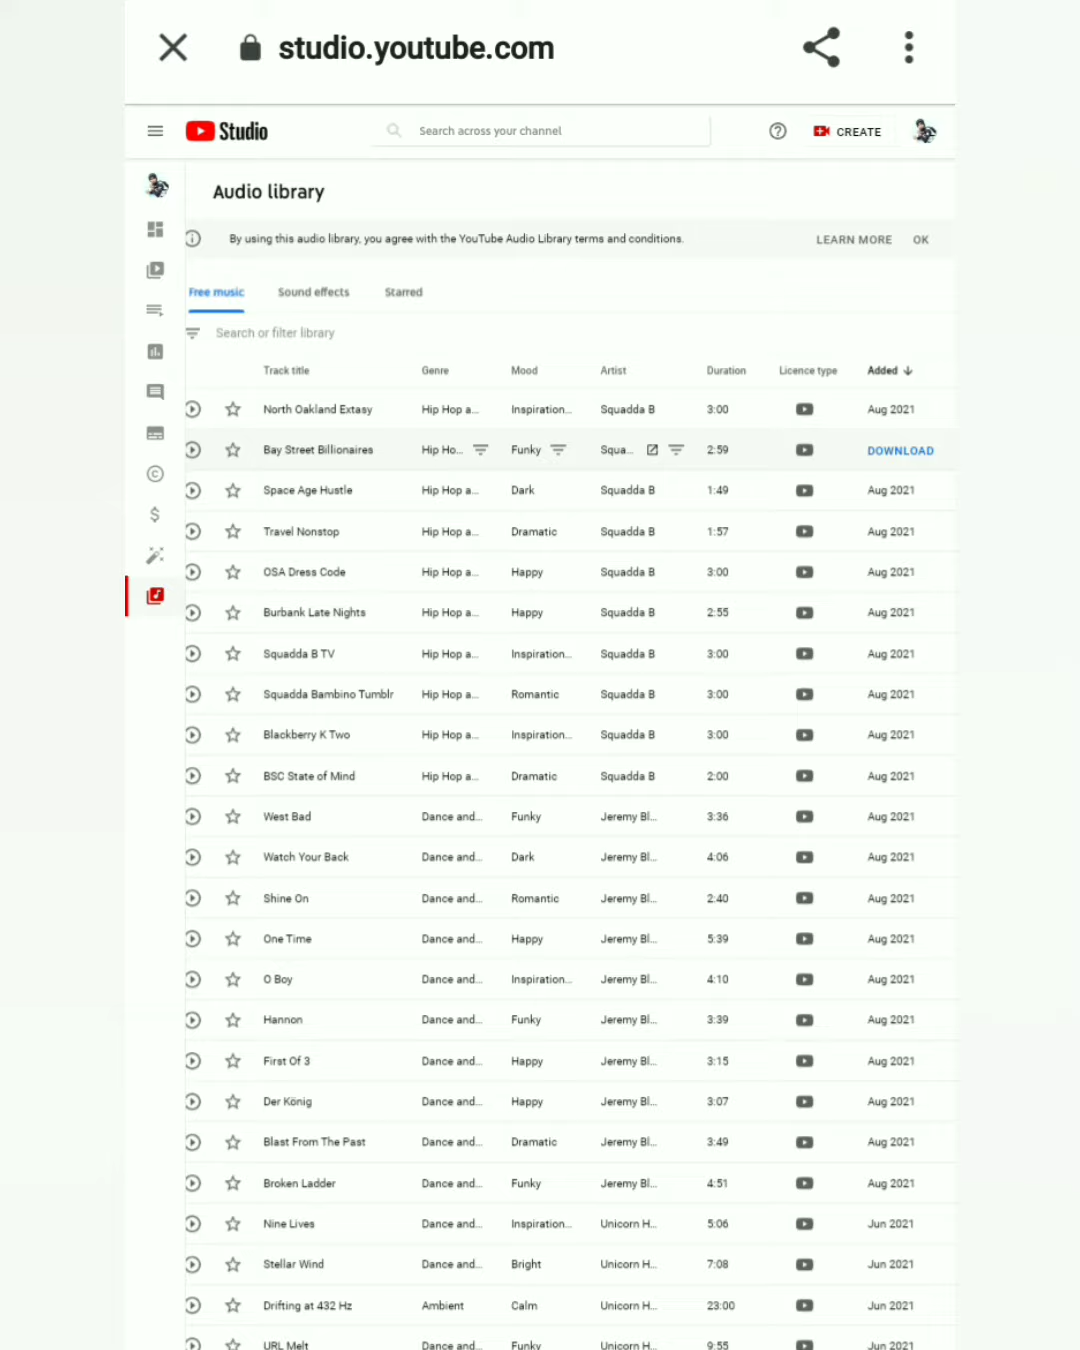 studio.youtube.com
Studio
Search across your channel
CREATE
Audio library
By using this audio library, you agree with the YouTube Audio Library terms and conditions. LEARN MORE OK
Free music Sound effects Starred
Search or filter library
Track title Genre Mood Artist Duration Licence type Added
North Oakland Extasy Hip Hop a... Inspiration... Squadda B 3:00 Aug 2021
Bay Street Billionaires Hip Ho... Funky Squa... 2:59 DOWNLOAD
Space Age Hustle Hip Hop a... Dark Squadda B 1:49 Aug 2021
Travel Nonstop Hip Hop a... Dramatic Squadda B 1:57 Aug 2021
OSA Dress Code Hip Hop a... Happy Squadda B 3:00 Aug 2021
Burbank Late Nights Hip Hop a... Happy Squadda B 2:55 Aug 2021
Squadda B TV Hip Hop a... Inspiration... Squadda B 3:00 Aug 2021
Squadda Bambino Tumblr Hip Hop a... Romantic Squadda B 3:00 Aug 2021
Blackberry K Two Hip Hop a... Inspiration... Squadda B 3:00 Aug 2021
BSC State of Mind Hip Hop a... Dramatic Squadda B 2:00 Aug 2021
West Bad Dance and... Funky Jeremy Bl... 3:36 Aug 2021
Watch Your Back Dance and... Dark Jeremy Bl... 4:06 Aug 2021
Shine On Dance and... Romantic Jeremy Bl... 2:40 Aug 2021
One Time Dance and... Happy Jeremy Bl... 5:39 Aug 2021
O Boy Dance and... Inspiration... Jeremy Bl... 4:10 Aug 2021
Hannon Dance and... Funky Jeremy Bl... 3:39 Aug 2021
First Of 3 Dance and... Happy Jeremy Bl... 3:15 Aug 2021
Der König Dance and... Happy Jeremy Bl... 3:07 Aug 2021
Blast From The Past Dance and... Dramatic Jeremy Bl... 3:49 Aug 2021
Broken Ladder Dance and... Funky Jeremy Bl... 4:51 Aug 2021
Nine Lives Dance and... Inspiration... Unicorn H... 5:06 Jun 2021
Stellar Wind Dance and... Bright Unicorn H... 7:08 Jun 2021
Drifting at 432 Hz Ambient Calm Unicorn H... 23:00 Jun 2021
URL Melt Dance and... Funky Unicorn H... 9:55 Jun 2021